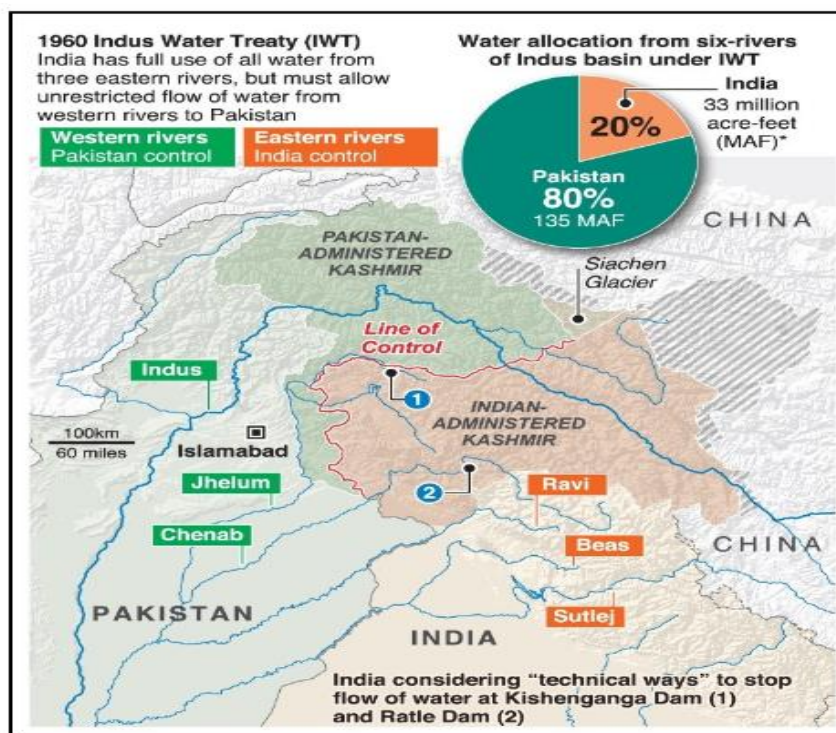 1960 Indus Water Treaty (IWT)
India has full use of all water from
three eastern rivers, but must allow
unrestricted flow of water from
western rivers to Pakistan
Western rivers
Pakistan control
Eastern rivers
India control
Water allocation from six-rivers
of Indus basin under IWT
India
33 million
acre-feet
(MAF)*
20%
Pakistan
80%
135 MAF
CHINA
PAKISTAN-
ADMINISTERED
KASHMIR
Siachen
Glacier
Line of
Control
Indus
1
INDIAN-
ADMINISTERED
KASHMIR
100km
60 miles
Islamabad
Jhelum
2
Ravi
Chenab
Beas
CHINA
Sutlej
PAKISTAN
INDIA
India considering “technical ways” to stop
flow of water at Kishenganga Dam (1)
and Ratle Dam (2)